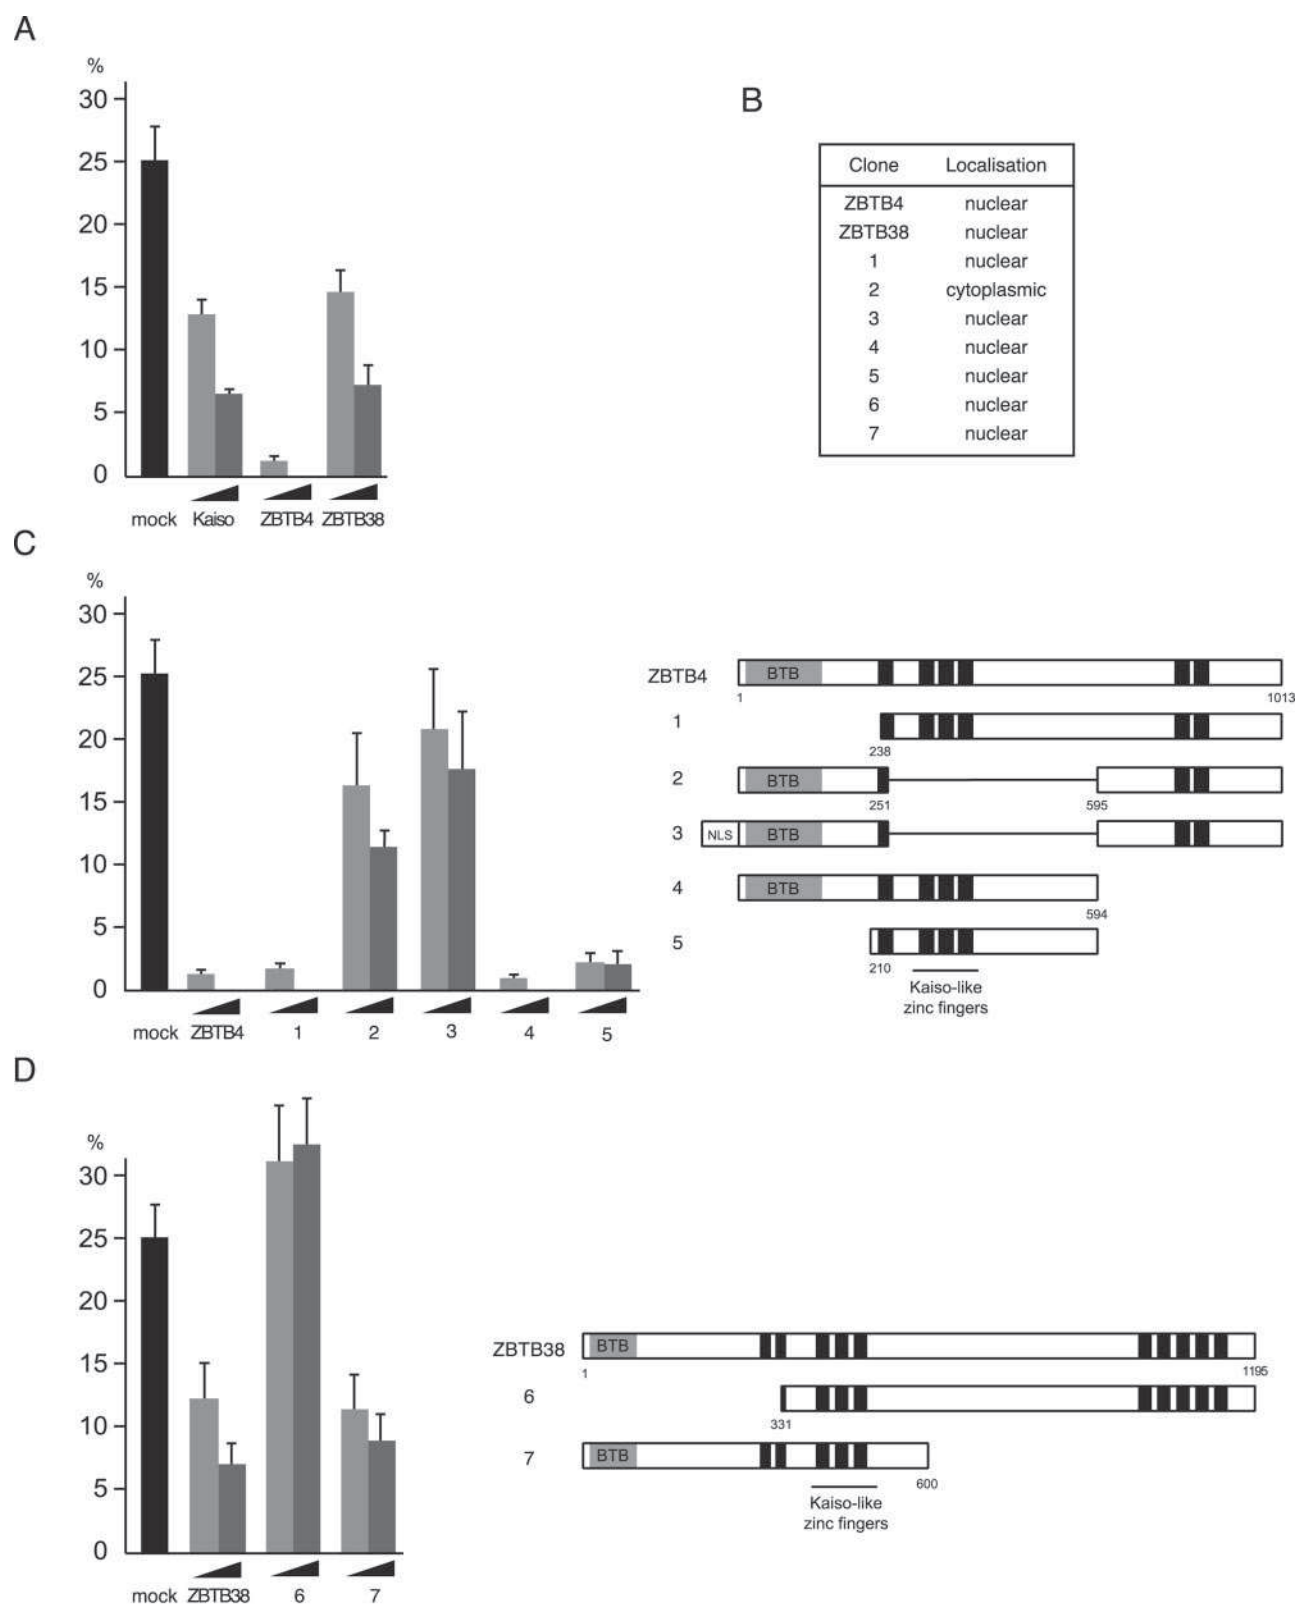 A
%
30
25
20
15
10
5
0
mock Kaiso ZBTB4 ZBTB38
B
Clone Localisation
ZBTB4 nuclear
ZBTB38 nuclear
1 nuclear
2 cytoplasmic
3 nuclear
4 nuclear
5 nuclear
6 nuclear
7 nuclear
C
%
30
25
20
15
10
5
0
mock ZBTB4 1 2 3 4 5
ZBTB4 BTB
1 1013
1
238
2 BTB
251 595
3 NLS BTB
4 BTB
594
5
210
Kaiso-like
zinc fingers
D
%
30
25
20
15
10
5
0
mock ZBTB38 6 7
ZBTB38 BTB
1 1195
6
331
7 BTB
600
Kaiso-like
zinc fingers